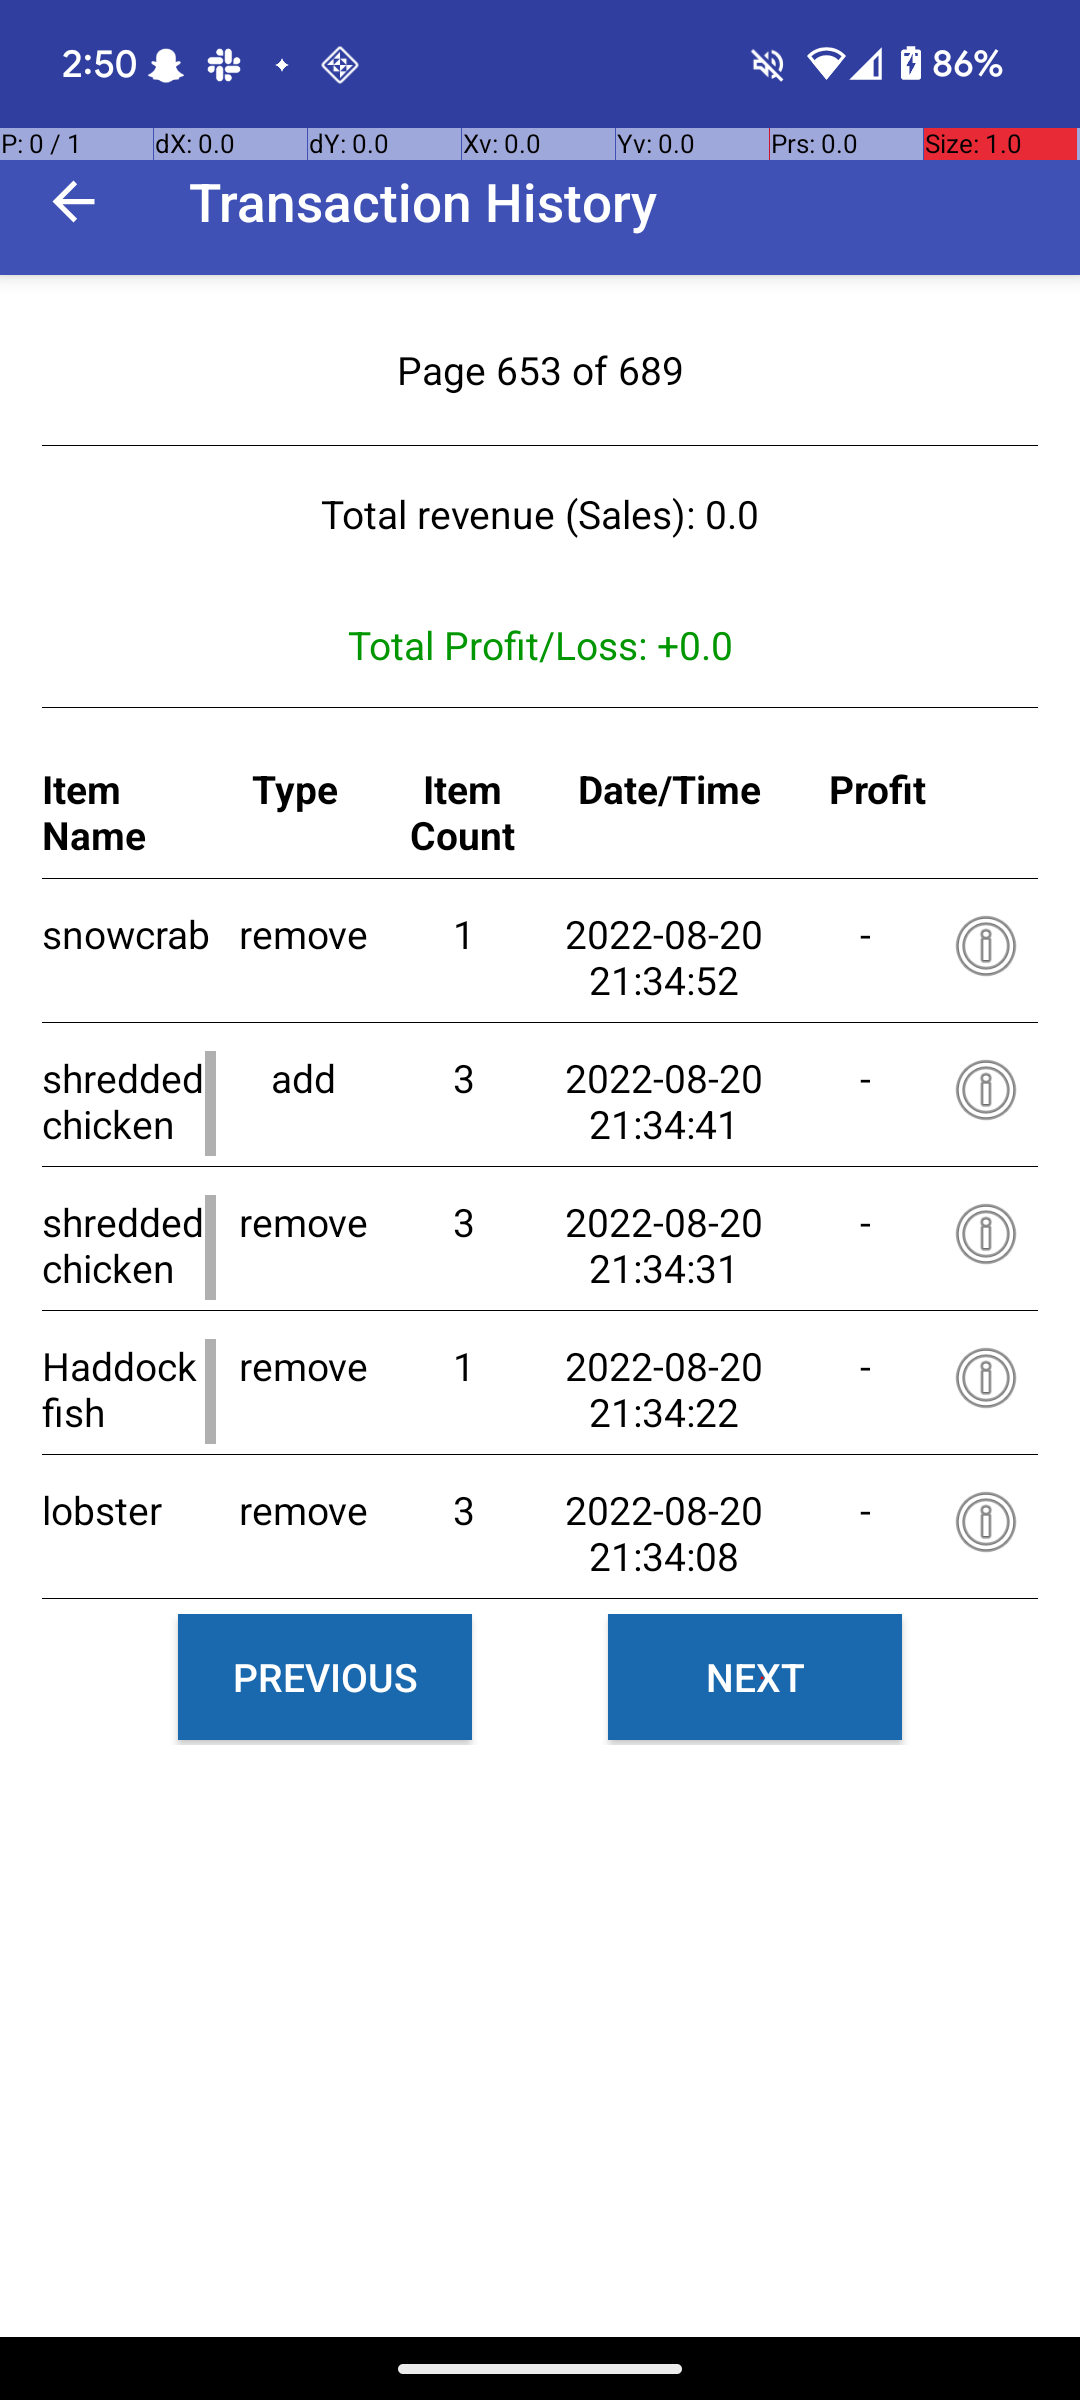 2:50 86%
P: 0 / 1 dX: 0.0 dY: 0.0 Xv: 0.0 Yv: 0.0 Prs: 0.0 Size: 1.0
Transaction History
Page 653 of 689
Total revenue (Sales): 0.0
Total Profit/Loss: +0.0
Item Type Item Date/Time Profit
Name Count
snowcrab remove 1 2022-08-20 -
21:34:52
shredded add 3 2022-08-20 -
chicken 21:34:41
shredded remove 3 2022-08-20 -
chicken 21:34:31
Haddock remove 1 2022-08-20 -
fish 21:34:22
lobster remove 3 2022-08-20 -
21:34:08
PREVIOUS NEXT